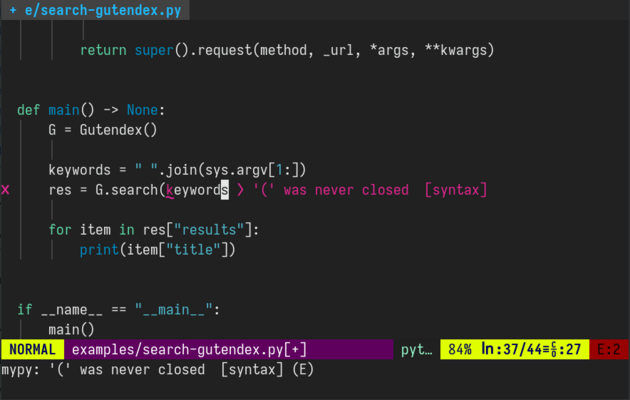 + e/search-gutendex.py
return super().request(method, _url, *args, **kwargs)
def main() -> None:
G = Gutendex()
keywords = " ".join(sys.argv[1:])
x res = G.search(keywords > '(' was never closed [syntax]
for item in res["results"]:
print(item["title"])
if __name__ == "__main__":
main()
NORMAL examples/search-gutendex.py[+] pyt… 84% ln:37/44≡℅:27 E:2
mypy: '(' was never closed [syntax] (E)